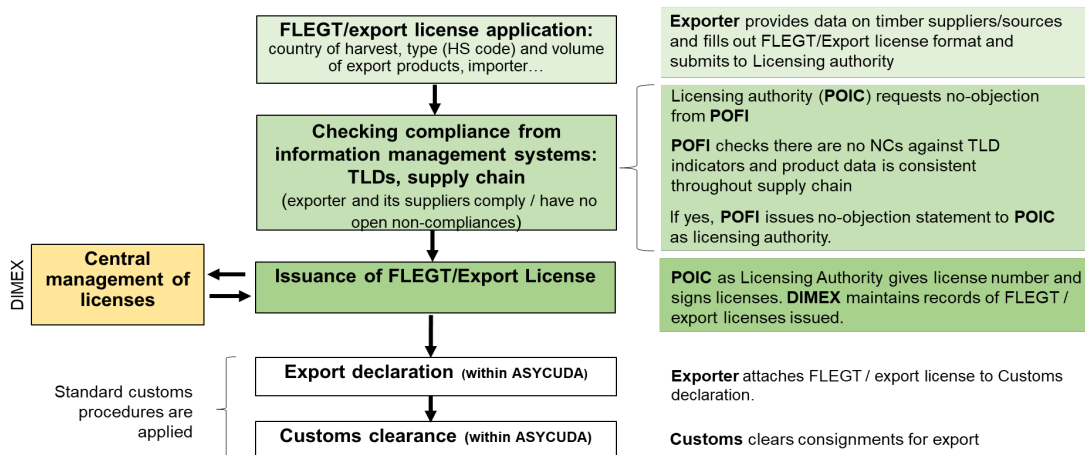 FLEGT/export license application:
country of harvest, type (HS code) and volume
of export products, importer…
Exporter provides data on timber suppliers/sources
and fills out FLEGT/Export license format and
submits to Licensing authority
Checking compliance from
information management systems:
TLDs, supply chain
(exporter and its suppliers comply / have no
open non-compliances)
Licensing authority (POIC) requests no-objection
from POFI
POFI checks there are no NCs against TLD
indicators and product data is consistent
throughout supply chain
If yes, POFI issues no-objection statement to POIC
as licensing authority.
DIMEX
Central
management of
licenses
Issuance of FLEGT/Export License
POIC as Licensing Authority gives license number and
signs licenses. DIMEX maintains records of FLEGT /
export licenses issued.
Standard customs
procedures are
applied
Export declaration (within ASYCUDA)
Exporter attaches FLEGT / export license to Customs
declaration.
Customs clearance (within ASYCUDA)
Customs clears consignments for export